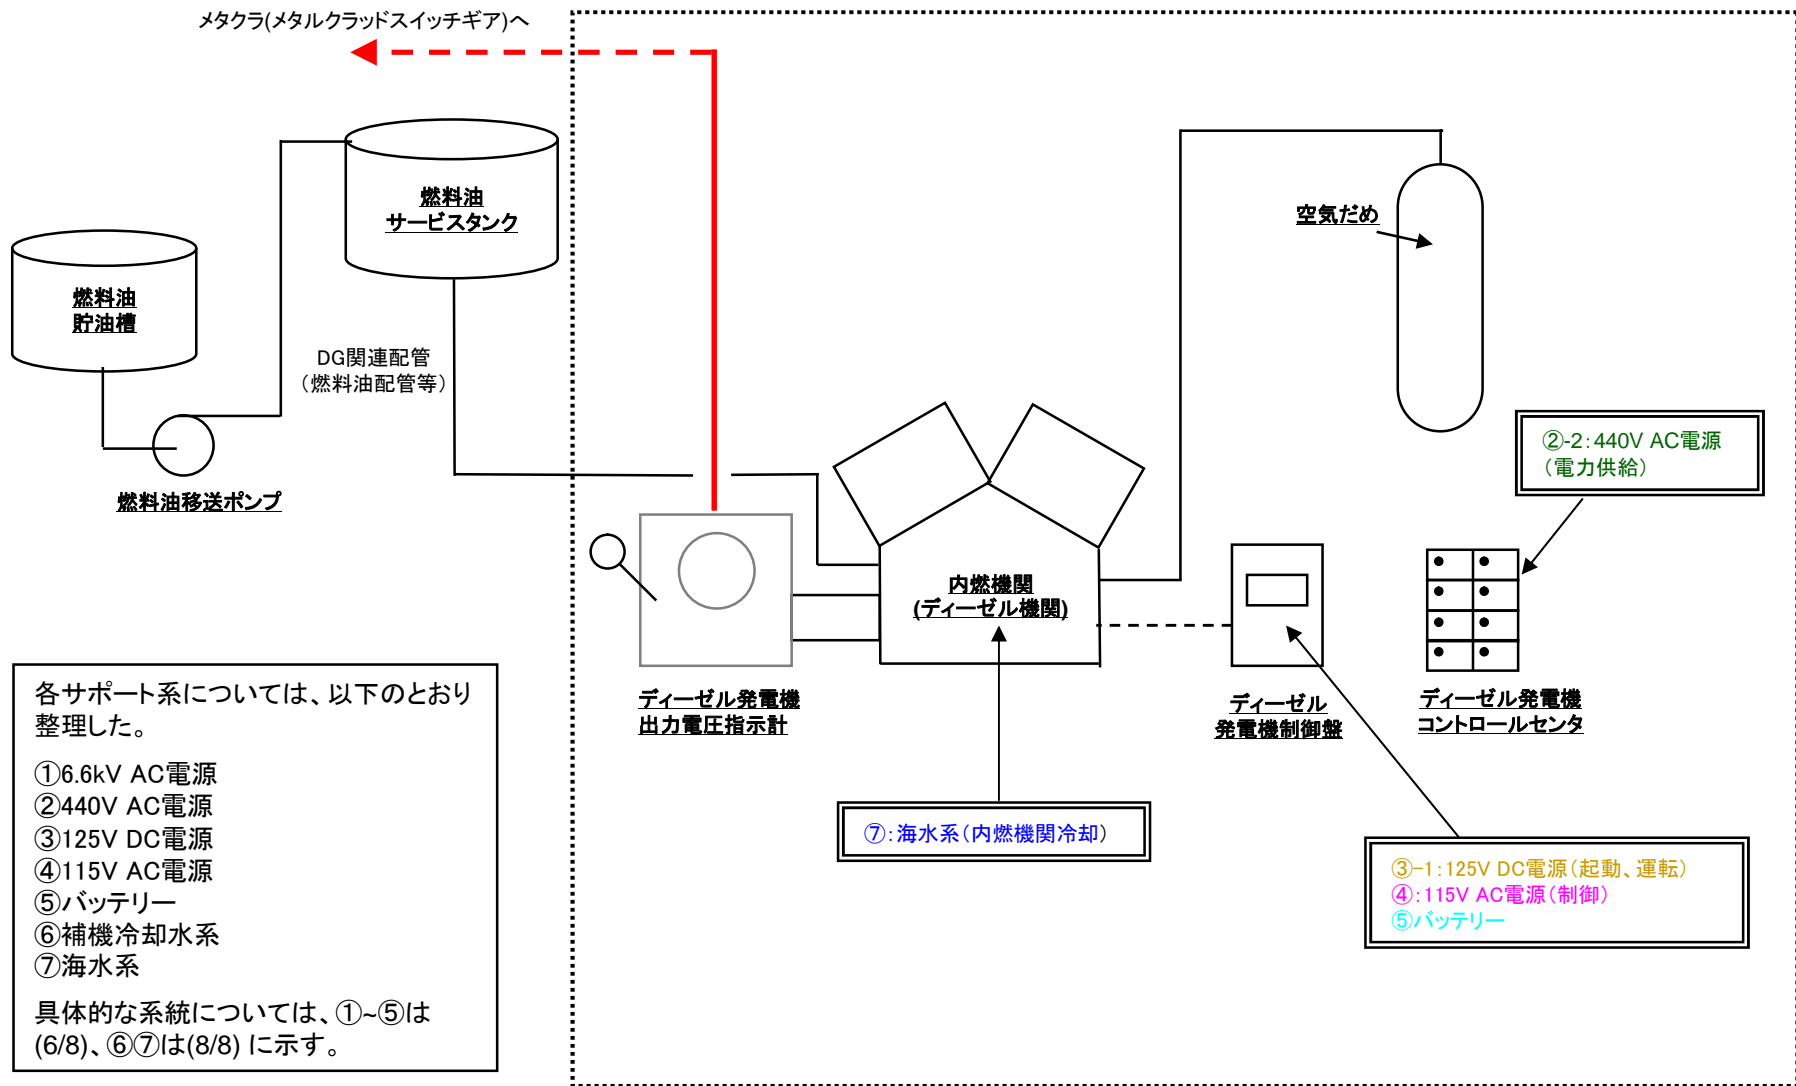 メタクラ(メタルクラッドスイッチギア)へ
燃料油
サービスタンク
空気だめ
燃料油
貯油槽
DG関連配管
（燃料油配管等）
燃料油移送ポンプ
②-2：440V AC電源
（電力供給）
内燃機関
(ディーゼル機関)
ディーゼル発電機
出力電圧指示計
ディーゼル
発電機制御盤
ディーゼル発電機
コントロールセンタ
各サポート系については、以下のとおり
整理した。
①6.6kV AC電源
②440V AC電源
③125V DC電源
④115V AC電源
⑤バッテリー
⑥補機冷却水系
⑦海水系
具体的な系統については、①~⑤は
(6/8)、⑥⑦は(8/8) に示す。
⑦：海水系（内燃機関冷却）
③-1：125V DC電源（起動、運転）
④：115V AC電源（制御）
⑤バッテリー